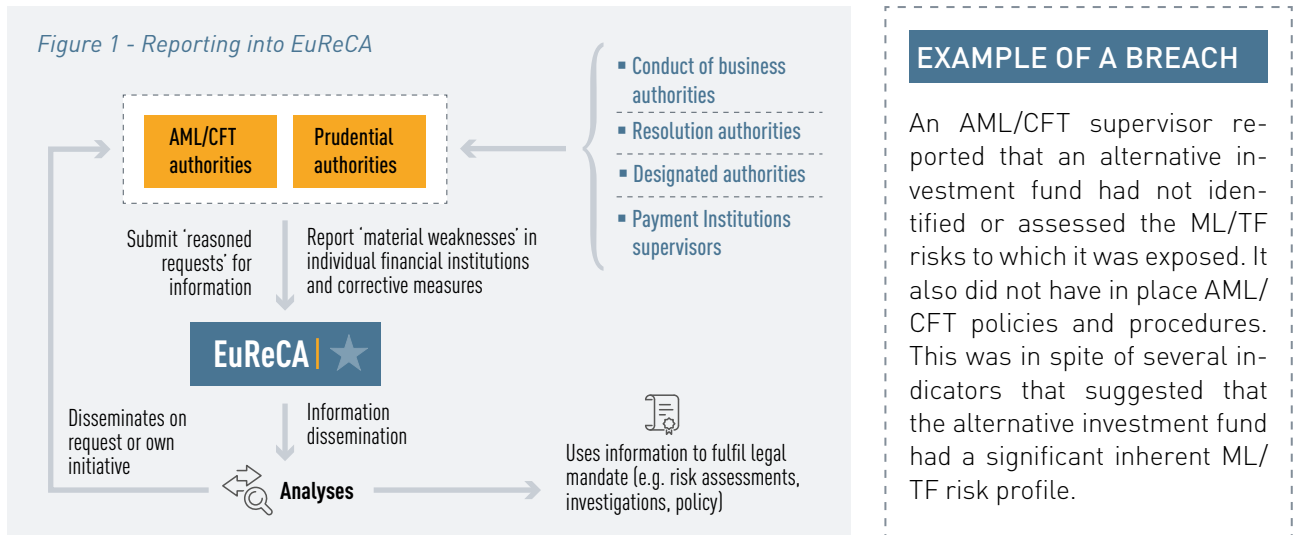 Figure 1 - Reporting into EuReCA
AML/CFT
authorities
Prudential
authorities
▪ Conduct of business
authorities
▪ Resolution authorities
▪ Designated authorities
▪ Payment Institutions
supervisors
Submit ‘reasoned
requests’ for
information
Report ‘material weaknesses’ in
individual financial institutions
and corrective measures
EuReCA
Disseminates on
request or own
initiative
Information
dissemination
Analyses
Uses information to fulfil legal
mandate (e.g. risk assessments,
investigations, policy)
EXAMPLE OF A BREACH
An AML/CFT supervisor re-
ported that an alternative in-
vestment fund had not iden-
tified or assessed the ML/TF
risks to which it was exposed. It
also did not have in place AML/
CFT policies and procedures.
This was in spite of several in-
dicators that suggested that
the alternative investment fund
had a significant inherent ML/
TF risk profile.